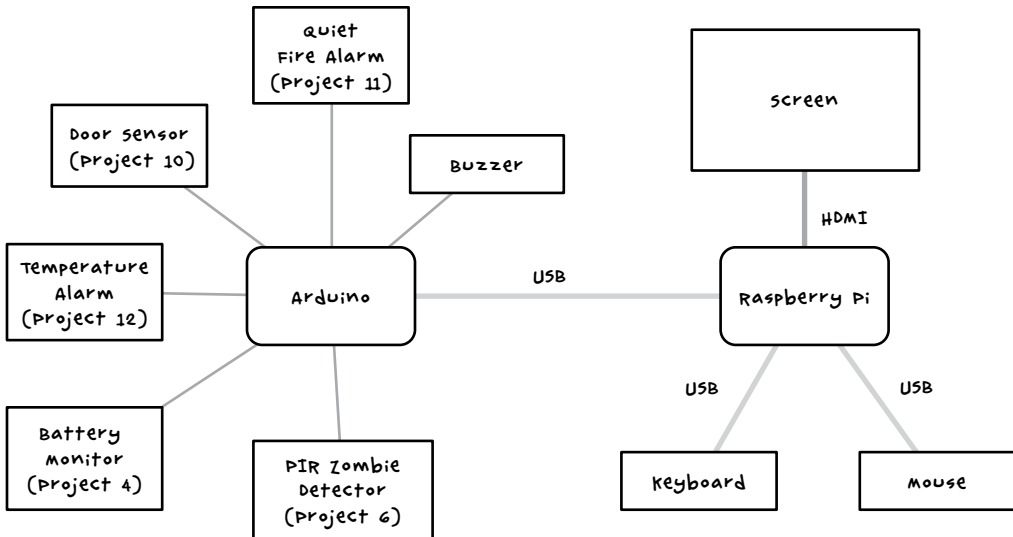 Quiet
Fire Alarm
(Project 11)
Screen
Door Sensor
(Project 10)
Buzzer
HDMI
Temperature
Alarm
(Project 12)
Arduino
USB
Raspberry Pi
USB
USB
Battery
Monitor
(Project 4)
PIR Zombie
Detector
(Project 6)
Keyboard
Mouse